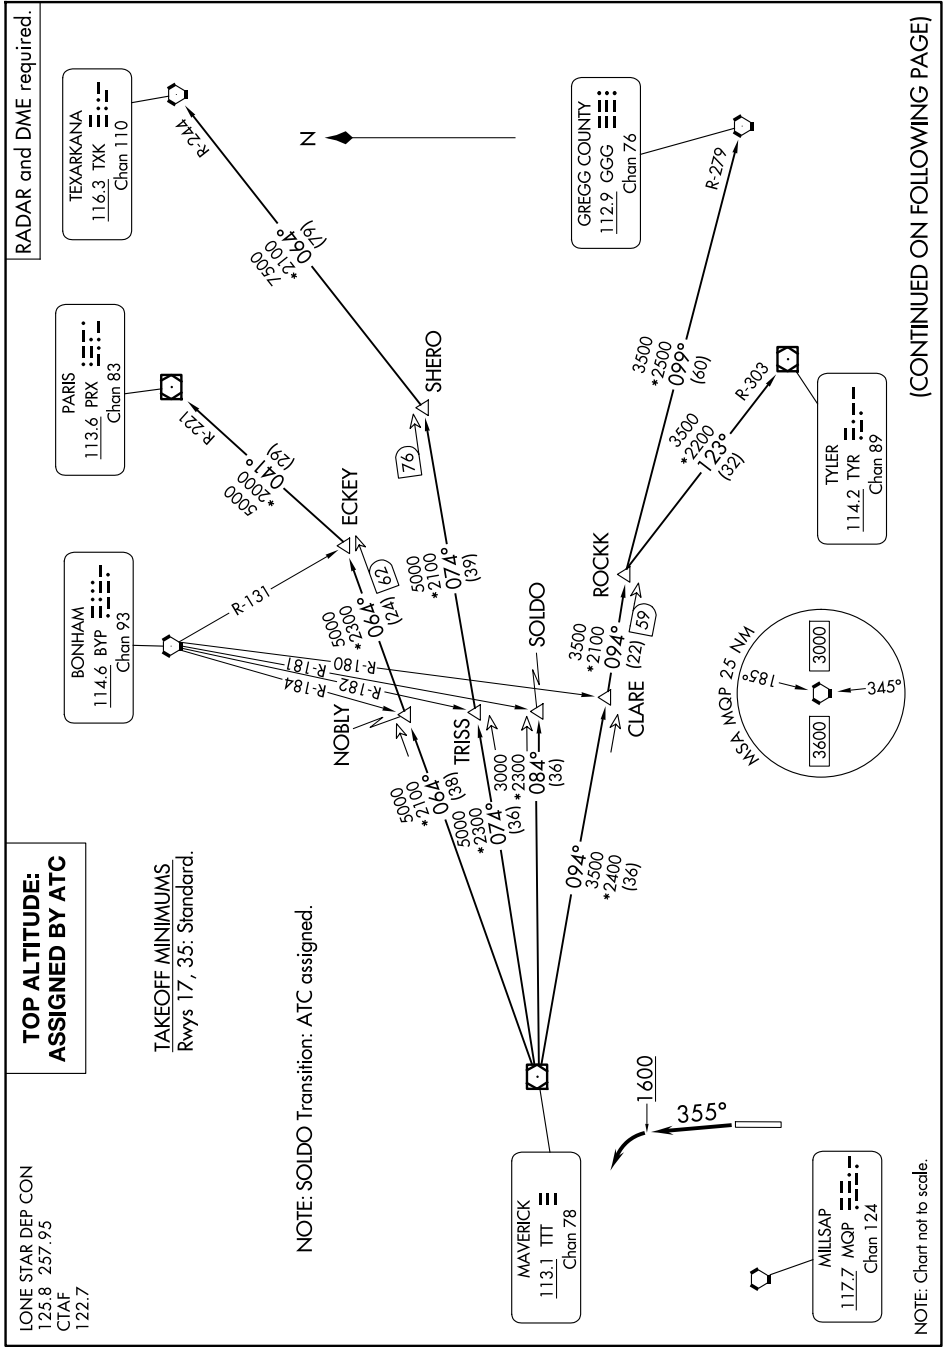 RADAR and DME required.
TOP ALTITUDE:
ASSIGNED BY ATC
LONE STAR DEP CON
125.8 257.95
CTAF
122.7
TAKEOFF MINIMUMS
Rwys 17, 35: Standard.
NOTE: SOLDO Transition: ATC assigned.
BONHAM
114.6 BYP
Chan 93
PARIS
113.6 PRX
Chan 83
TEXARKANA
116.3 TXK
Chan 110
R-244
7500
*2100
064°
(79)
R-221
5000
*2000
041°
(29)
N
R-131
R-180
R-181
R-182
R-184
ECKEY
SHERO
NOBLY
TRISS
SOLDO
CLARE
ROCKK
5000
*2300
064°
(24)
62
5000
*2100
074°
(39)
76
5000
*2100
064°
(38)
5000
*2300
074°
(36)
3000
*2300
084°
(36)
094°
3500
*2400
(36)
3500
*2100
094°
(22)
59
3500
*2500
099°
(60)
R-279
3500
*2200
123°
(32)
R-303
GREGG COUNTY
112.9 GGG
Chan 76
TYLER
114.2 TYR
Chan 89
MAVERICK
113.1 TTT
Chan 78
1600
355°
MILLSAP
117.7 MQP
Chan 124
MSA MQP 25 NM
185°
3600
3000
345°
NOTE: Chart not to scale.
(CONTINUED ON FOLLOWING PAGE)